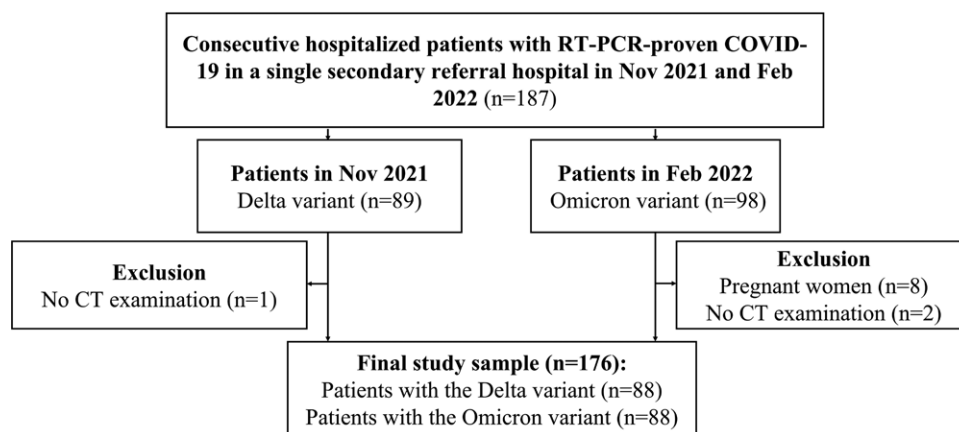 Consecutive hospitalized patients with RT-PCR-proven COVID-
19 in a single secondary referral hospital in Nov 2021 and Feb
2022 (n=187)
Patients in Nov 2021
Delta variant (n=89)
Patients in Feb 2022
Omicron variant (n=98)
Exclusion
No CT examination (n=1)
Exclusion
Pregnant women (n=8)
No CT examination (n=2)
Final study sample (n=176):
Patients with the Delta variant (n=88)
Patients with the Omicron variant (n=88)